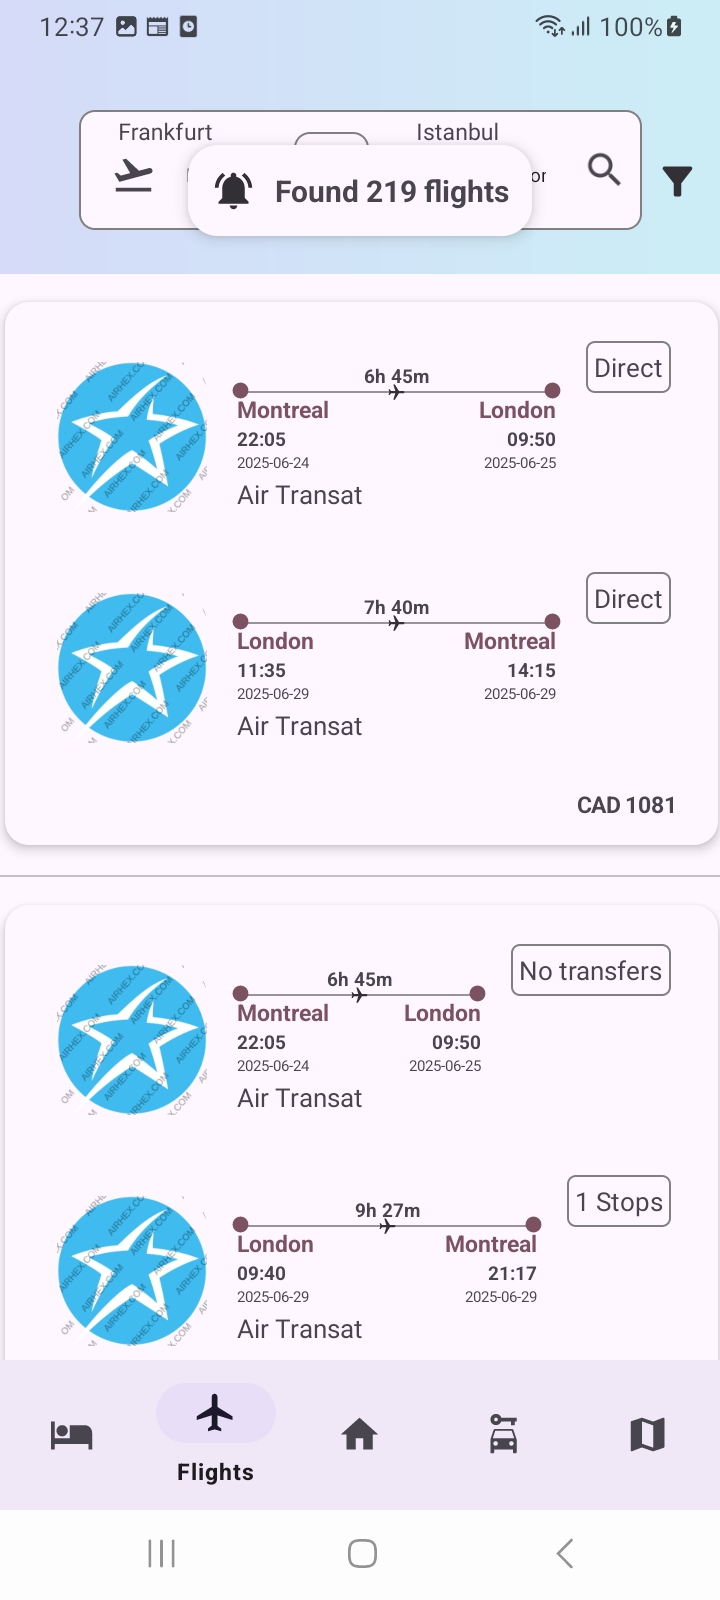 12:37
100%
Frankfurt
Istanbul
or
Found 219 flights
6h 45m
Direct
Montreal London
22:05 09:50
2025-06-24 2025-06-25
Air Transat
7h 40m
Direct
London Montreal
11:35 14:15
2025-06-29 2025-06-29
Air Transat
CAD 1081
6h 45m
No transfers
Montreal London
22:05 09:50
2025-06-24 2025-06-25
Air Transat
9h 27m
1 Stops
London Montreal
09:40 21:17
2025-06-29 2025-06-29
Air Transat
Flights